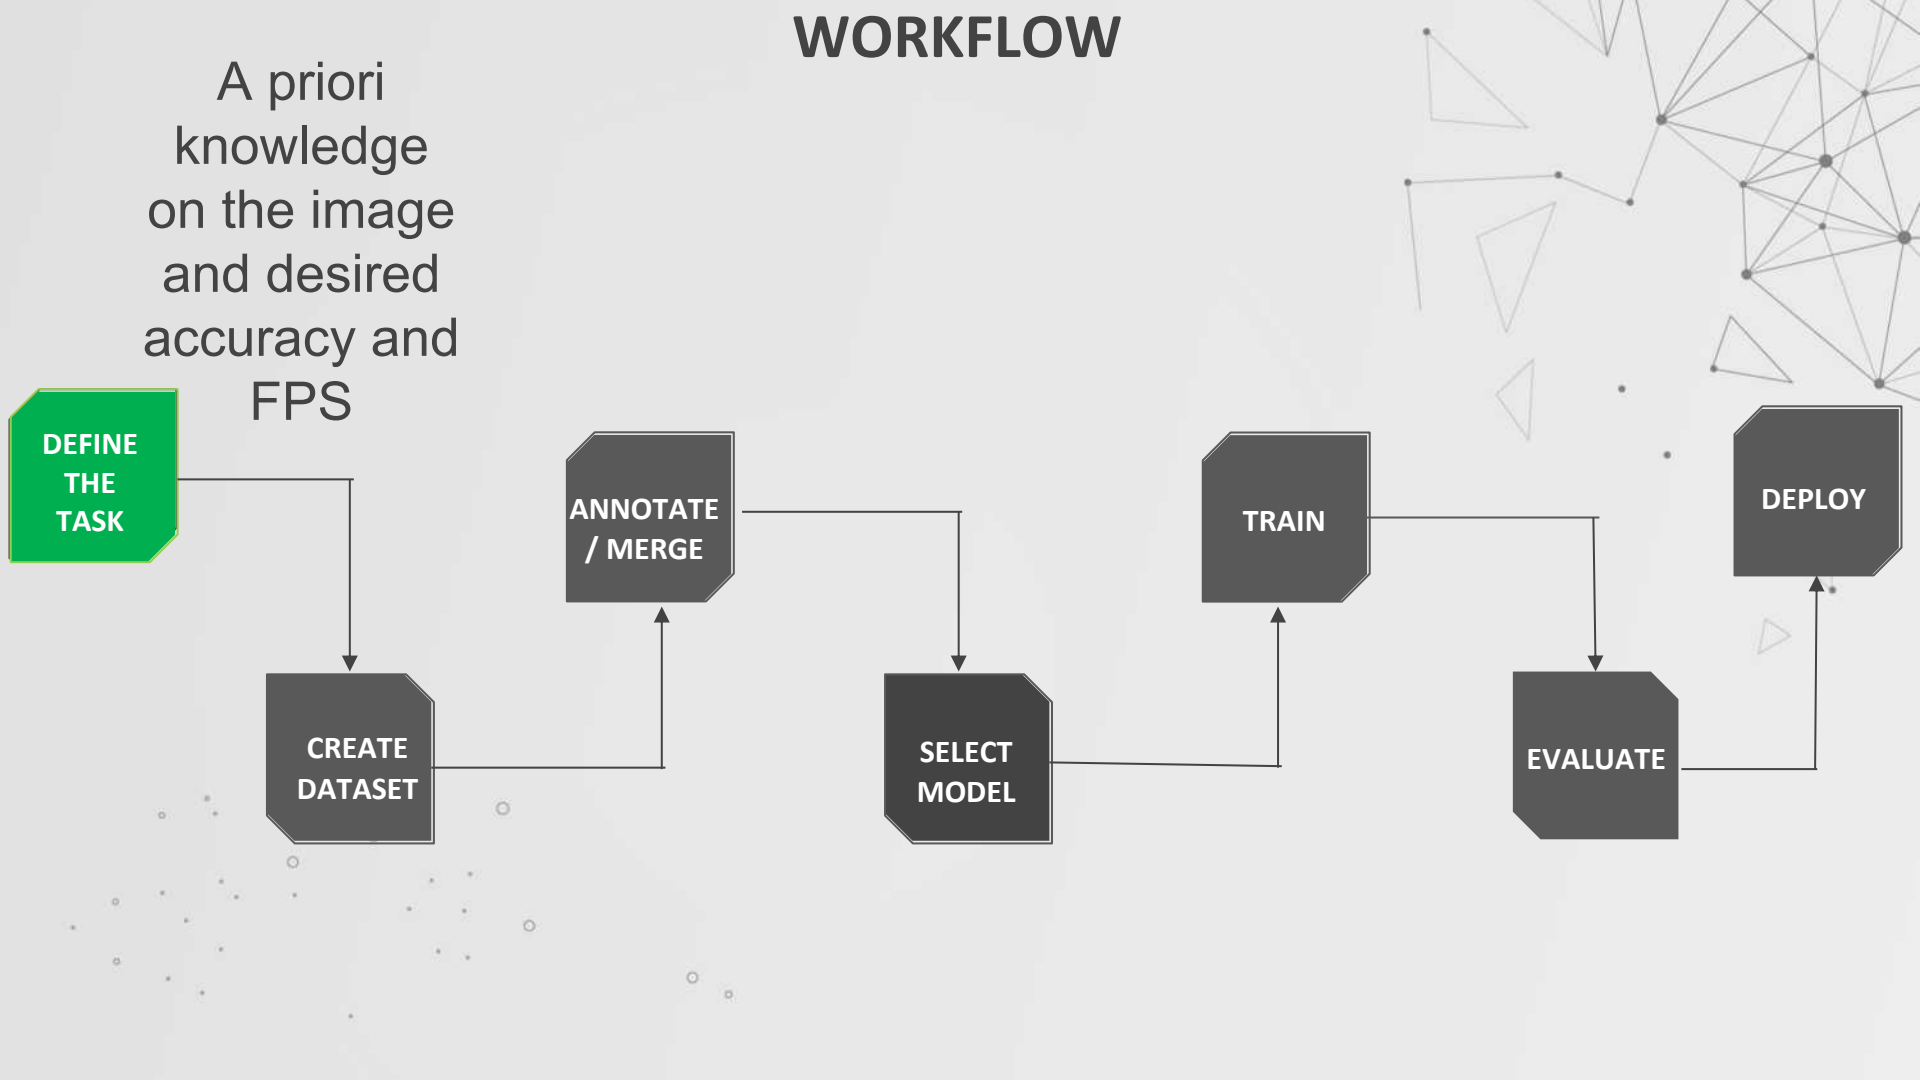 WORKFLOW
A priori
knowledge
on the image
and desired
accuracy and
FPS
DEFINE
THE
TASK
CREATE
DATASET
ANNOTATE
/ MERGE
SELECT
MODEL
TRAIN
EVALUATE
DEPLOY